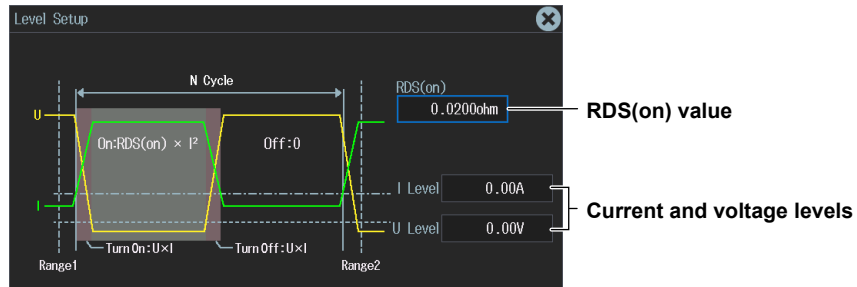 Level Setup
N Cycle
RDS(on)
0.0200ohm
RDS(on) value
U
On:RDS(on) × I²
Off:0
I Level
0.00A
Current and voltage levels
I
U Level
0.00V
Turn On:U×I
Turn Off:U×I
Range1
Range2